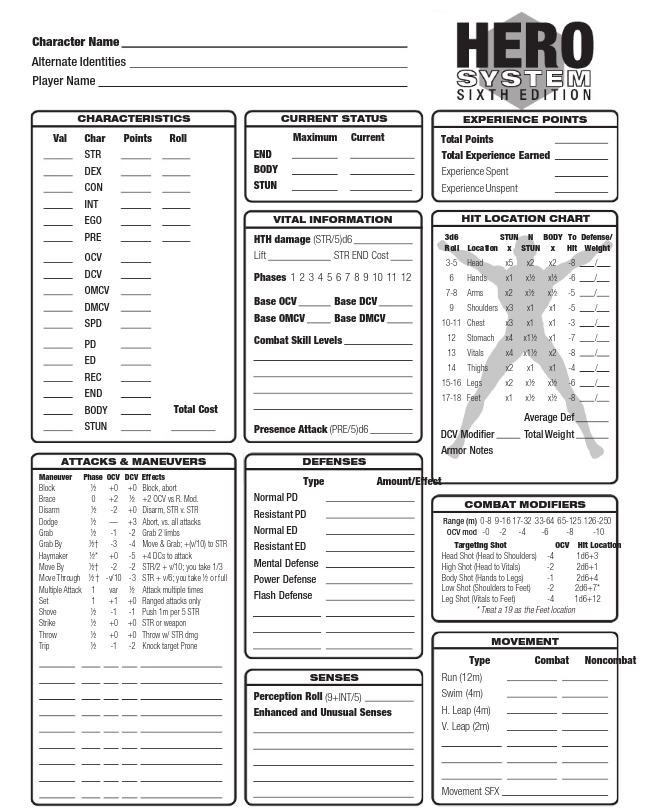 HERO
SYSTEM
SIXTH EDITION
Character Name
Alternate Identities
Player Name
CHARACTERISTICS
Val Char Points Roll
STR
DEX
CON
INT
EGO
PRE
OCV
DCV
OMCV
DMCV
SPD
PD
ED
REC
END
BODY Total Cost
STUN
CURRENT STATUS
Maximum Current
END
BODY
STUN
VITAL INFORMATION
HTH damage (STR/5)d6
Lift STR END Cost
Phases 1 2 3 4 5 6 7 8 9 10 11 12
Base OCV Base DCV
Base OMCV Base DMCV
Combat Skill Levels
Presence Attack (PRE/5)d6
EXPERIENCE POINTS
Total Points
Total Experience Earned
Experience Spent
Experience Unspent
HIT LOCATION CHART
3d6 STUN N BODY To Defense/
Roll Location x STUN x Hit Weight
3-5 Head x5 x2 x2 -8 /
6 Hands x1 x½ x½ -6 /
7-8 Arms x2 x½ x½ -5 /
9 Shoulders x3 x1 x1 -5 /
10-11 Chest x3 x1 x1 -3 /
12 Stomach x4 x1½ x1 -7 /
13 Vitals x4 x1½ x2 -8 /
14 Thighs x2 x1 x1 -4 /
15-16 Legs x2 x½ x½ -6 /
17-18 Feet x1 x½ x½ -8 /
Average Def /
DCV Modifier Total Weight
Armor Notes
ATTACKS & MANEUVERS
Maneuver Phase OCV DCV Effects
Block ½ +0 +0 Block, abort
Brace 0 +2 ½ +2 OCV vs R. Mod.
Disarm ½ -2 +0 Disarm, STR v. STR
Dodge ½ — +3 Abort, vs. all attacks
Grab ½ -1 -2 Grab 2 limbs
Grab By ½† -3 -4 Move & Grab; +(v/10) to STR
Haymaker ½* +0 -5 +4 DCs to attack
Move By ½† -2 -2 STR/2 + v/10; you take 1/3
Move Through ½† -v/10 -3 STR + v/6; you take ½ or full
Multiple Attack 1 var ½ Attack multiple times
Set 1 +1 +0 Ranged attacks only
Shove ½ -1 -1 Push 1m per 5 STR
Strike ½ +0 +0 STR or weapon
Throw ½ +0 +0 Throw w/ STR dmg
Trip ½ -1 -2 Knock target Prone
DEFENSES
Type Amount/Effect
Normal PD
Resistant PD
Normal ED
Resistant ED
Mental Defense
Power Defense
Flash Defense
SENSES
Perception Roll (9+INT/5)
Enhanced and Unusual Senses
COMBAT MODIFIERS
Range (m) 0-8 9-16 17-32 33-64 65-125 126-250
OCV mod -0 -2 -4 -6 -8 -10
Targeting Shot OCV Hit Location
Head Shot (Head to Shoulders) -4 1d6+3
High Shot (Head to Vitals) -2 2d6+1
Body Shot (Hands to Legs) -1 2d6+4
Low Shot (Shoulders to Feet) -2 2d6+7*
Leg Shot (Vitals to Feet) -4 1d6+12
* Treat a 19 as the Feet location
MOVEMENT
Type Combat Noncombat
Run (12m)
Swim (4m)
H. Leap (4m)
V. Leap (2m)
Movement SFX